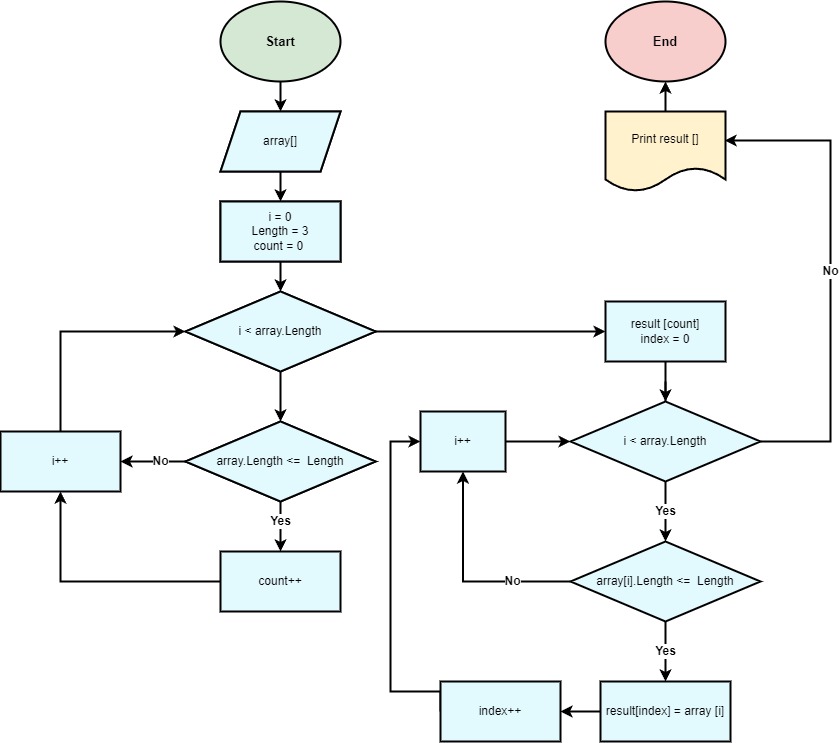 Start
array[]
i = 0
Length = 3
count = 0
i < array.Length
array.Length <=  Length
No
i++
Yes
count++
result [count]
index = 0
i < array.Length
i++
Yes
array[i].Length <=  Length
No
Yes
result[index] = array [i]
index++
No
Print result []
End